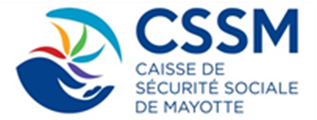 CSSM
CAISSE DE
SÉCURITÉ SOCIALE
DE MAYOTTE